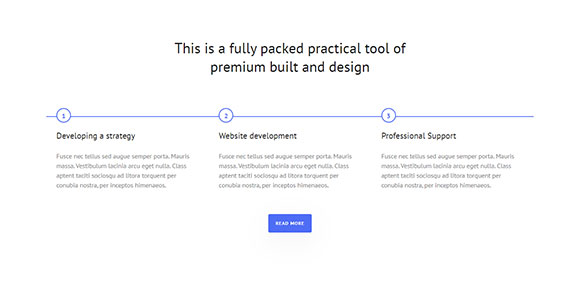 This is a fully packed practical tool of
premium built and design
1
2
3
Developing a strategy
Website development
Professional Support
Fusce nec tellus sed augue semper porta. Mauris
massa. Vestibulum lacinia arcu eget nulla. Class
aptent taciti sociosqu ad litora torquent per
conubia nostra, per inceptos himenaeos.
Fusce nec tellus sed augue semper porta. Mauris
massa. Vestibulum lacinia arcu eget nulla. Class
aptent taciti sociosqu ad litora torquent per
conubia nostra, per inceptos himenaeos.
Fusce nec tellus sed augue semper porta. Mauris
massa. Vestibulum lacinia arcu eget nulla. Class
aptent taciti sociosqu ad litora torquent per
conubia nostra, per inceptos himenaeos.
READ MORE